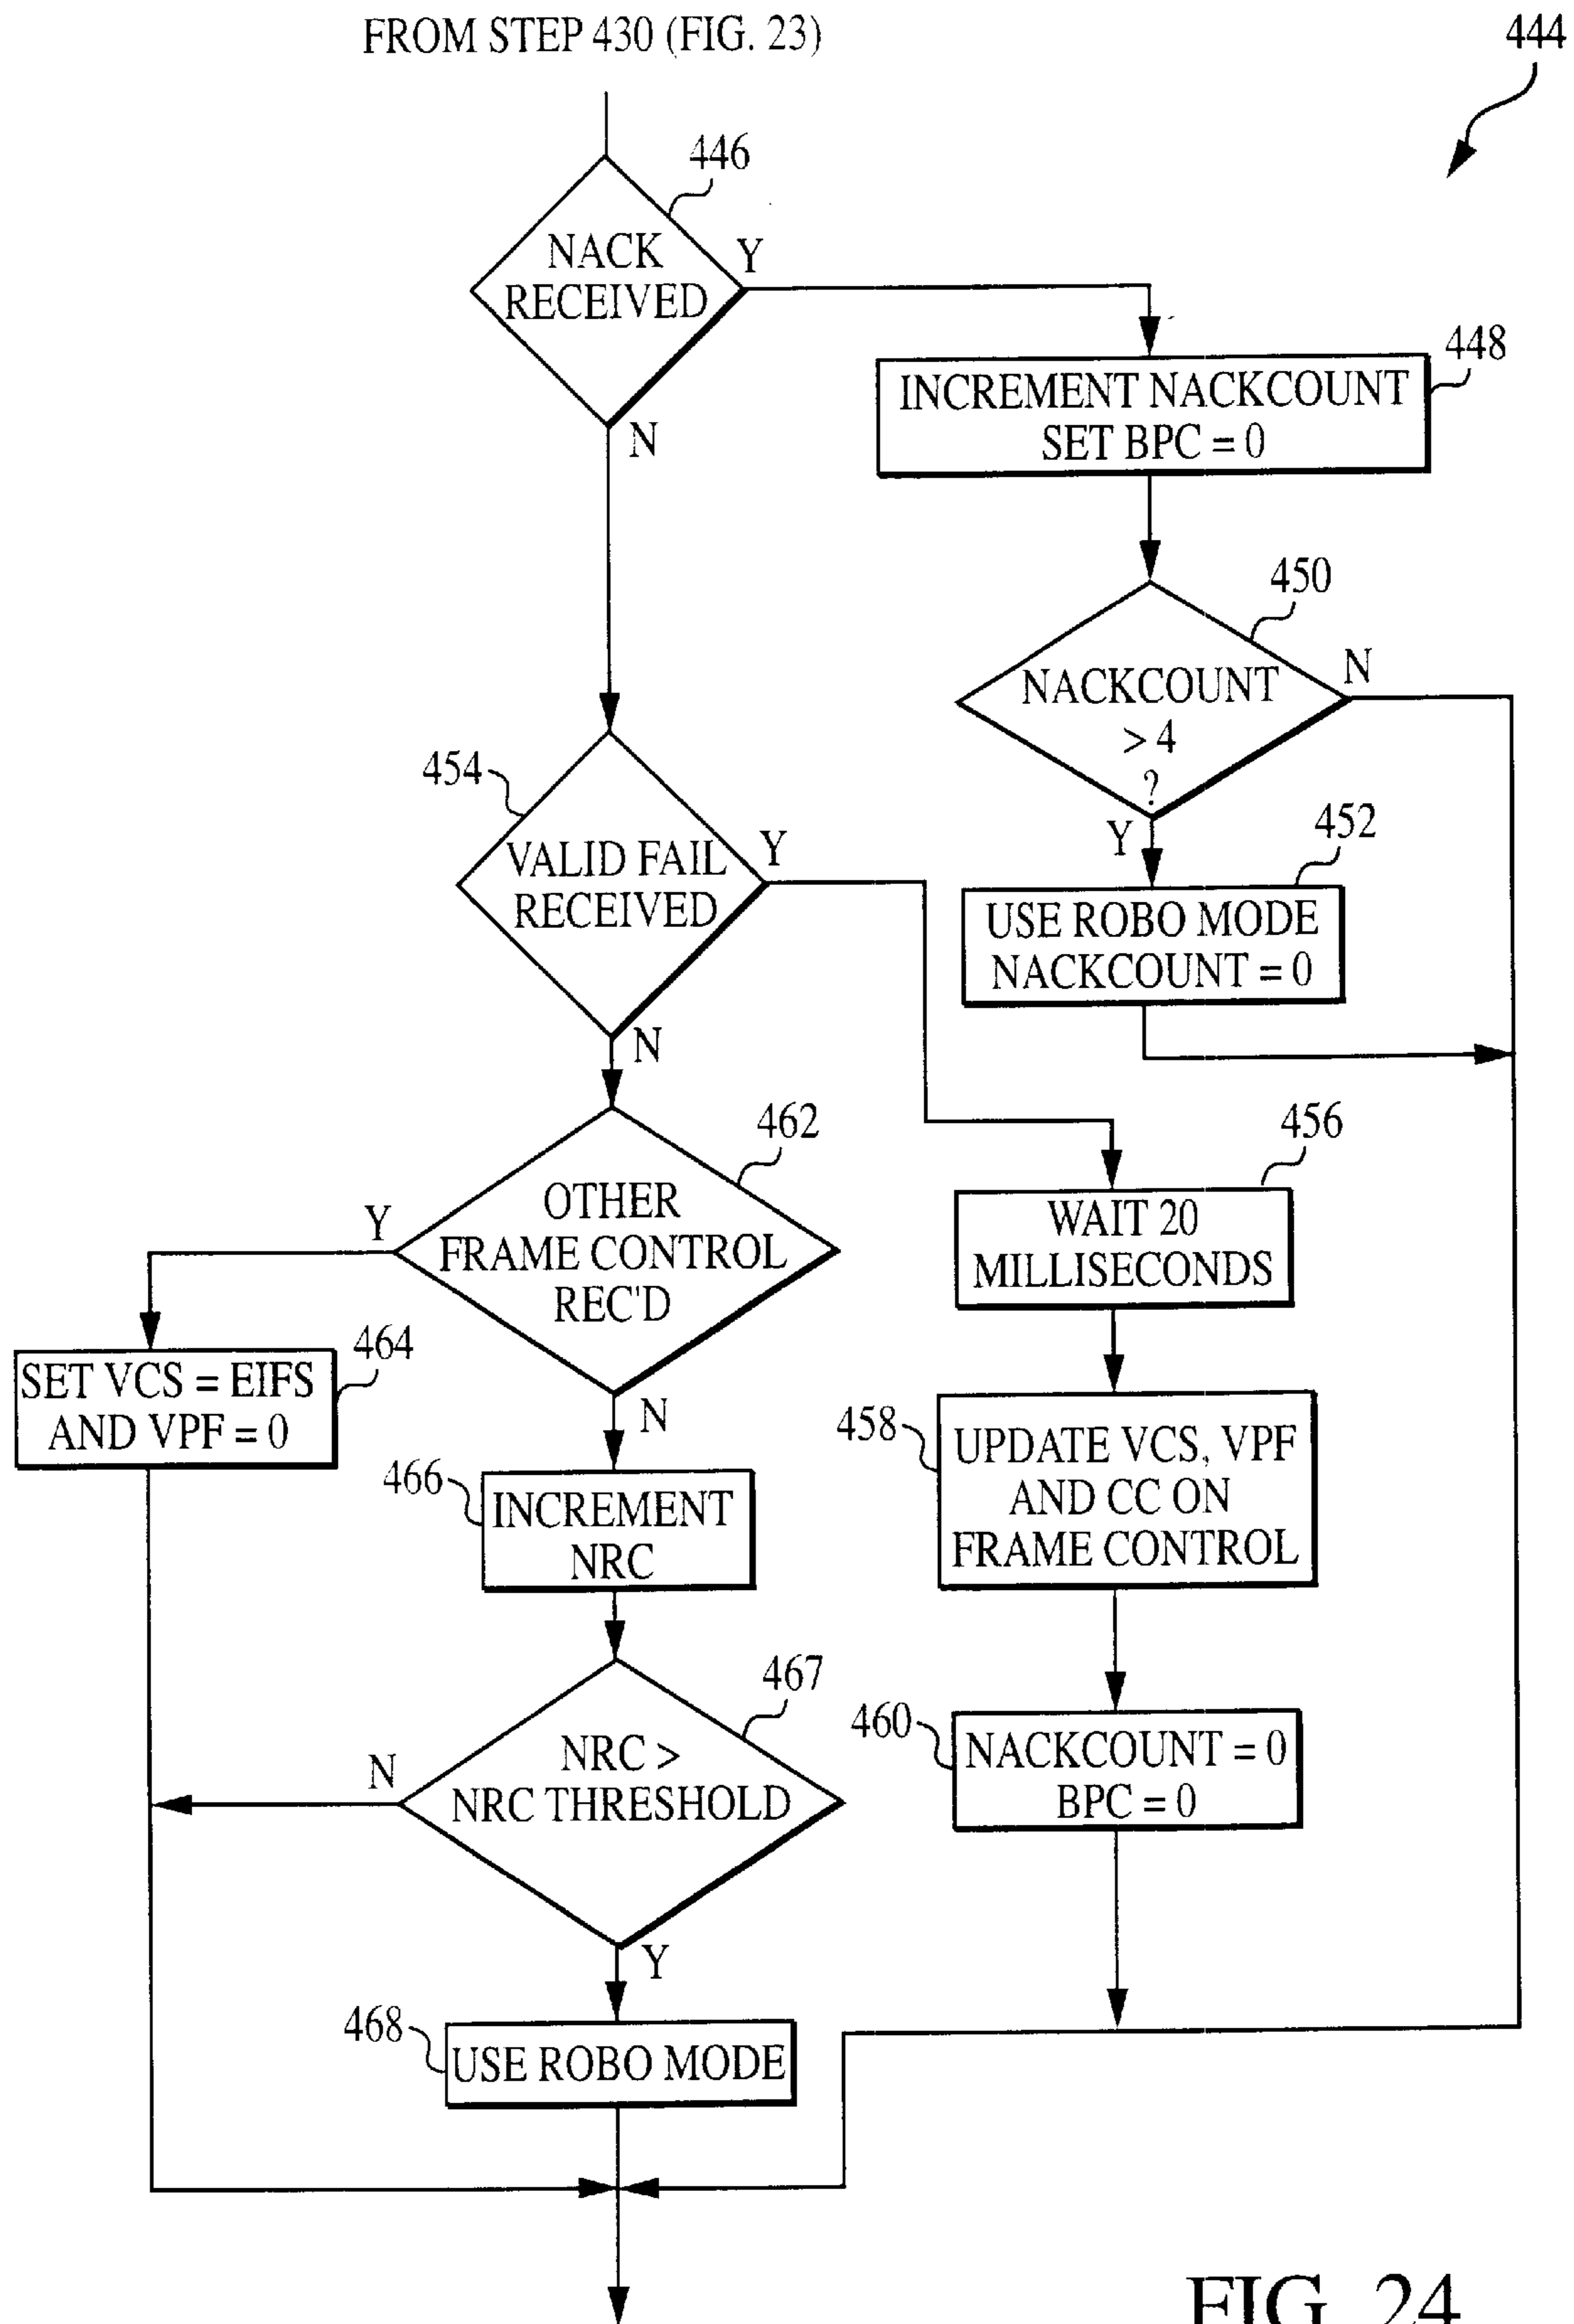 FROM STEP 430 (FIG. 23)
444
446
NACK
RECEIVED
Y
N
448
INCREMENT NACKCOUNT
SET BPC = 0
450
NACKCOUNT
> 4
?
N
Y
452
USE ROBO MODE
NACKCOUNT = 0
454
VALID FAIL
RECEIVED
Y
N
456
WAIT 20
MILLISECONDS
458
UPDATE VCS, VPF
AND CC ON
FRAME CONTROL
460
NACKCOUNT = 0
BPC = 0
462
OTHER
FRAME CONTROL
REC'D
Y
N
464
SET VCS = EIFS
AND VPF = 0
466
INCREMENT
NRC
467
NRC >
NRC THRESHOLD
N
Y
468
USE ROBO MODE
FIG. 24